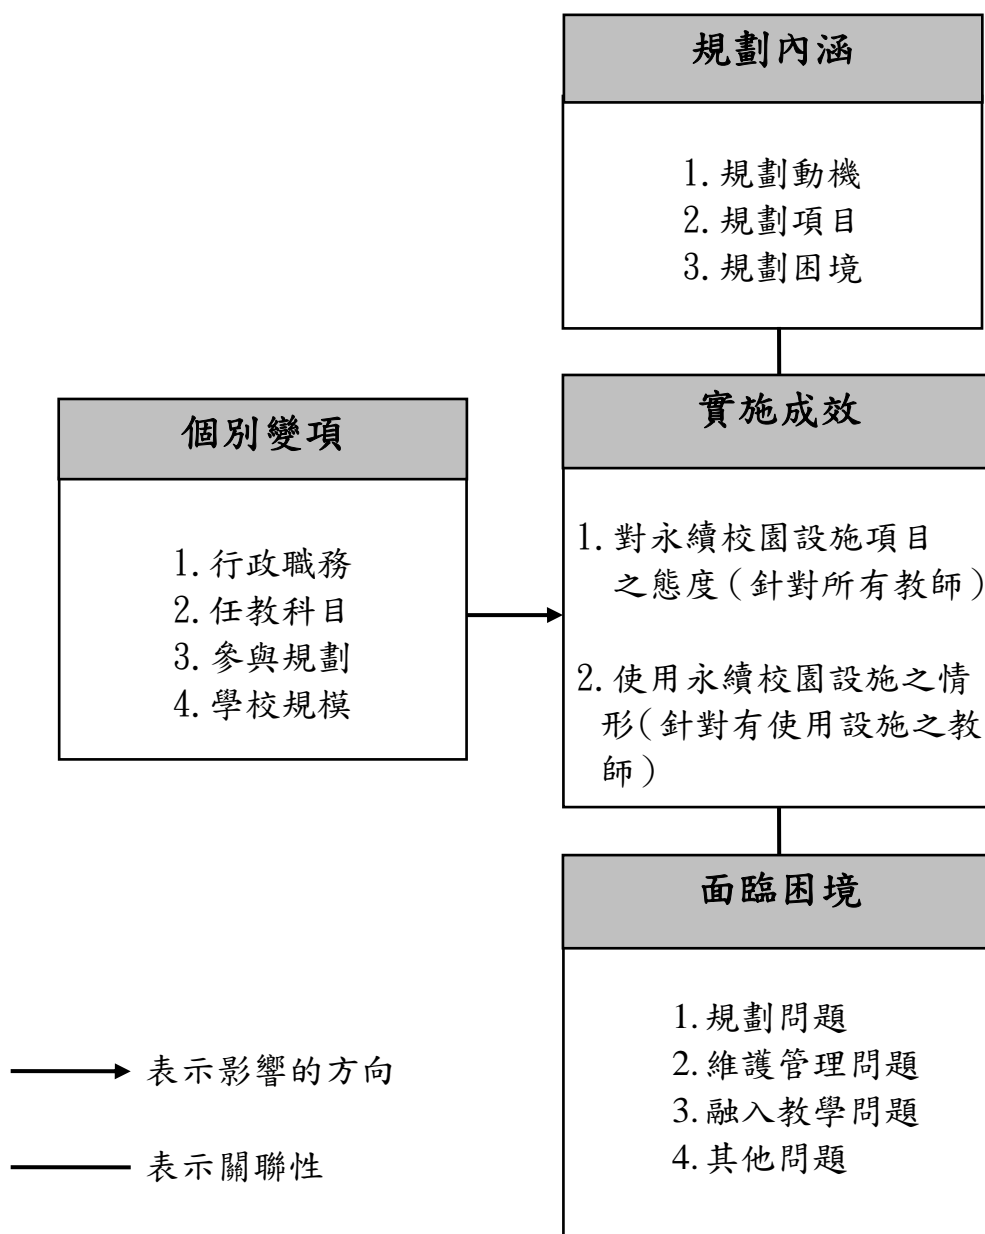 規劃內涵
1.規劃動機
2.規劃項目
3.規劃困境
實施成效
1.對永續校園設施項目
之態度(針對所有教師)
2.使用永續校園設施之情
形(針對有使用設施之教
師)
個別變項
1.行政職務
2.任教科目
3.參與規劃
4.學校規模
面臨困境
1.規劃問題
2.維護管理問題
3.融入教學問題
4.其他問題
表示影響的方向
表示關聯性